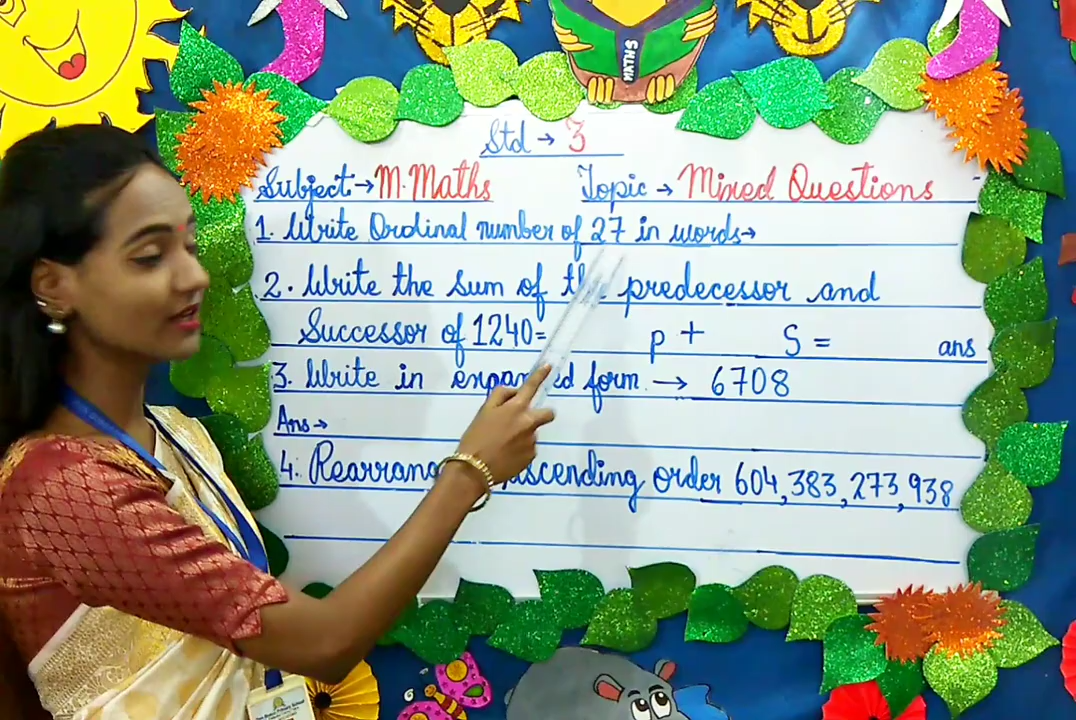 SHLNK
Std → 3
Subject → M.Maths Topic → Mixed Questions
1. Write Ordinal number of 27 in words→
2. Write the sum of the predecessor and
Successor of 1240= p + S = ans
3. Write in expanded form. → 6708
Ans→
4. Rearrang ascending order 604,383,273,938